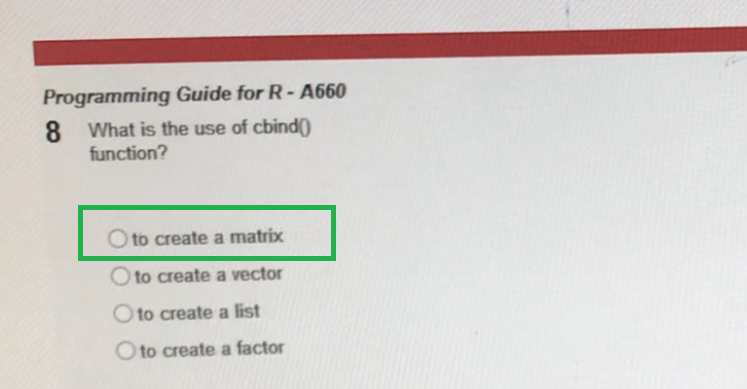 Programming Guide for R - A660
8 What is the use of cbind()
function?
to create a matrix
to create a vector
to create a list
to create a factor